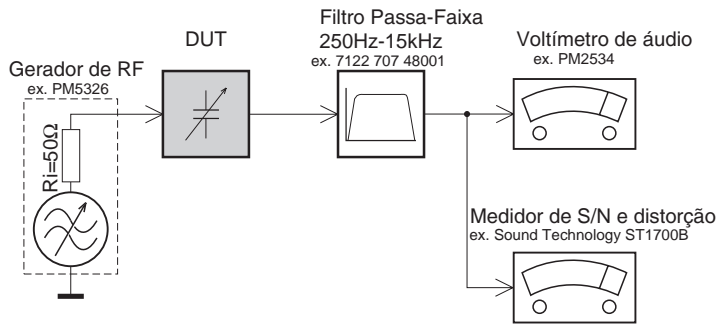 Gerador de RF
ex. PM5326
Ri=50Ω
DUT
Filtro Passa-Faixa
250Hz-15kHz
ex. 7122 707 48001
Voltímetro de áudio
ex. PM2534
Medidor de S/N e distorção
ex. Sound Technology ST1700B